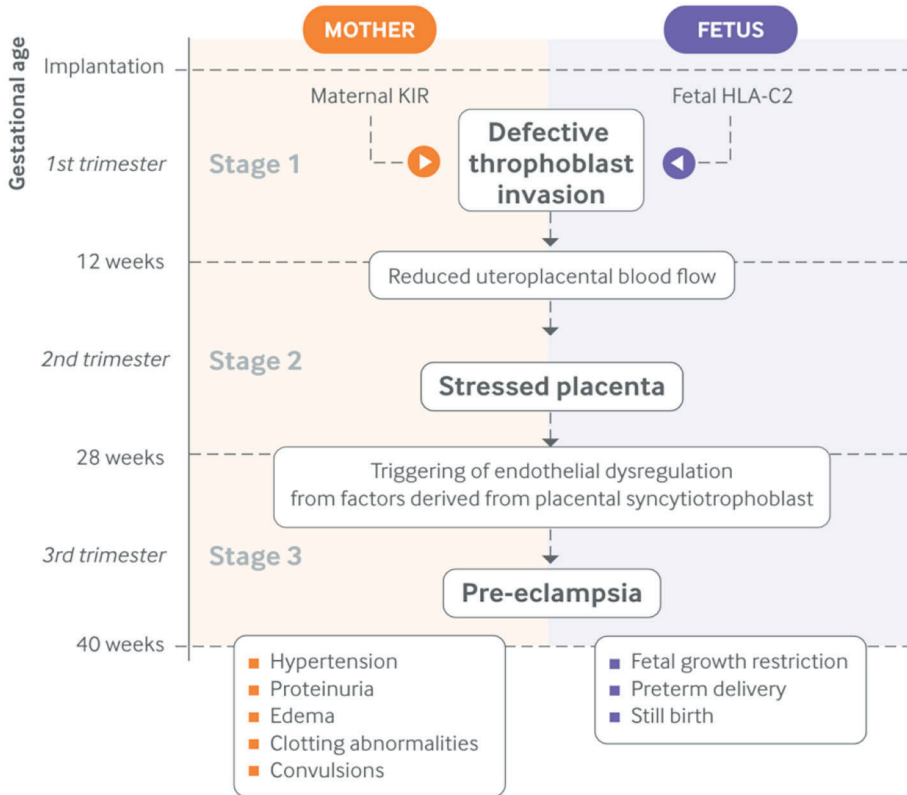 MOTHER
FETUS
Gestational age
Implantation
Maternal KIR
Fetal HLA-C2
Defective
throphoblast
invasion
1st trimester
Stage 1
12 weeks
Reduced uteroplacental blood flow
2nd trimester
Stage 2
Stressed placenta
28 weeks
Triggering of endothelial dysregulation
from factors derived from placental syncytiotrophoblast
3rd trimester
Stage 3
Pre-eclampsia
40 weeks
Hypertension
Proteinuria
Edema
Clotting abnormalities
Convulsions
Fetal growth restriction
Preterm delivery
Still birth